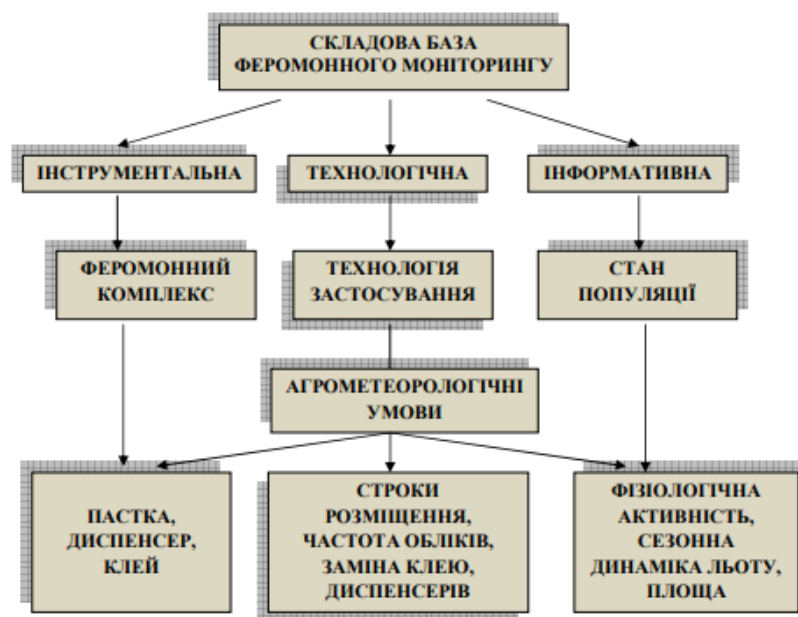 СКЛАДОВА БАЗА
ФЕРОМОННОГО МОНІТОРИНГУ
ІНСТРУМЕНТАЛЬНА
ТЕХНОЛОГІЧНА
ІНФОРМАТИВНА
ФЕРОМОННИЙ
КОМПЛЕКС
ТЕХНОЛОГІЯ
ЗАСТОСУВАННЯ
СТАН
ПОПУЛЯЦІЇ
АГРОМЕТЕОРОЛОГІЧНІ
УМОВИ
ПАСТКА,
ДИСПЕНСЕР,
КЛЕЙ
СТРОКИ
РОЗМІЩЕННЯ,
ЧАСТОТА ОБЛІКІВ,
ЗАМІНА КЛЕЮ,
ДИСПЕНСЕРІВ
ФІЗІОЛОГІЧНА
АКТИВНІСТЬ,
СЕЗОННА
ДИНАМІКА ЛЬОТУ,
ПЛОЩА